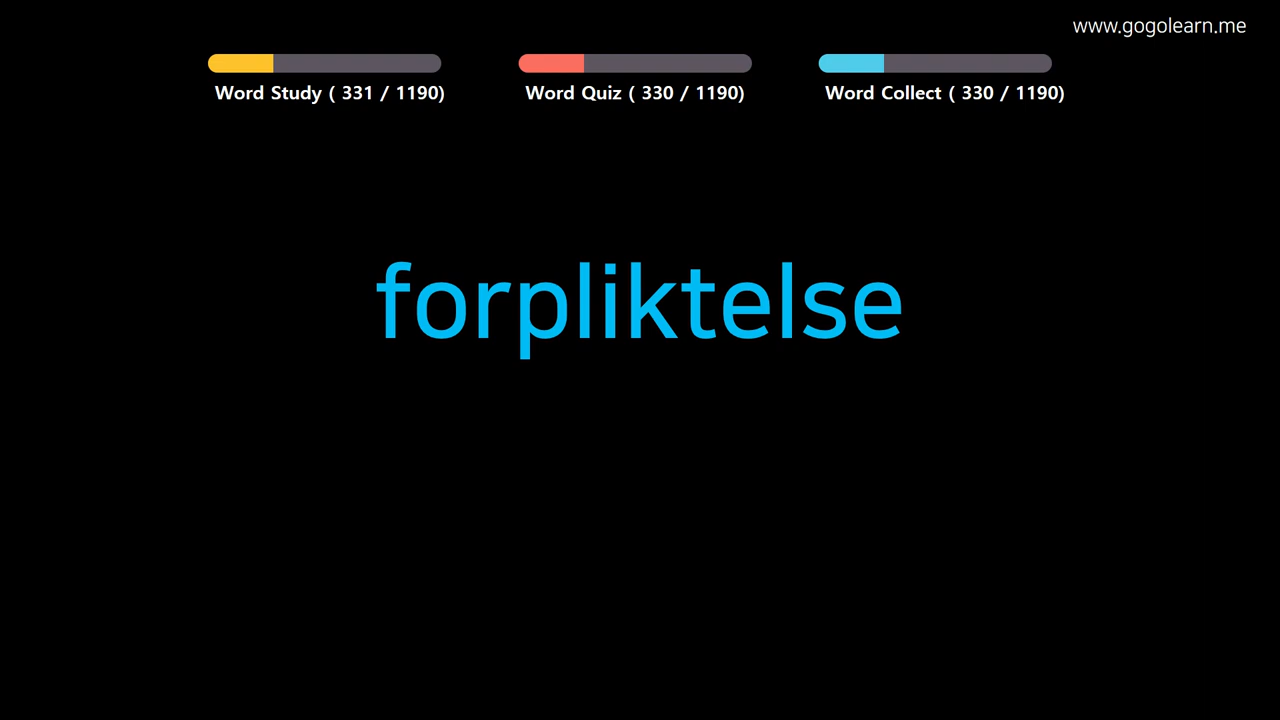 www.gogolearn.me
Word Study ( 331 / 1190)
Word Quiz ( 330 / 1190)
Word Collect ( 330 / 1190)
forpliktelse